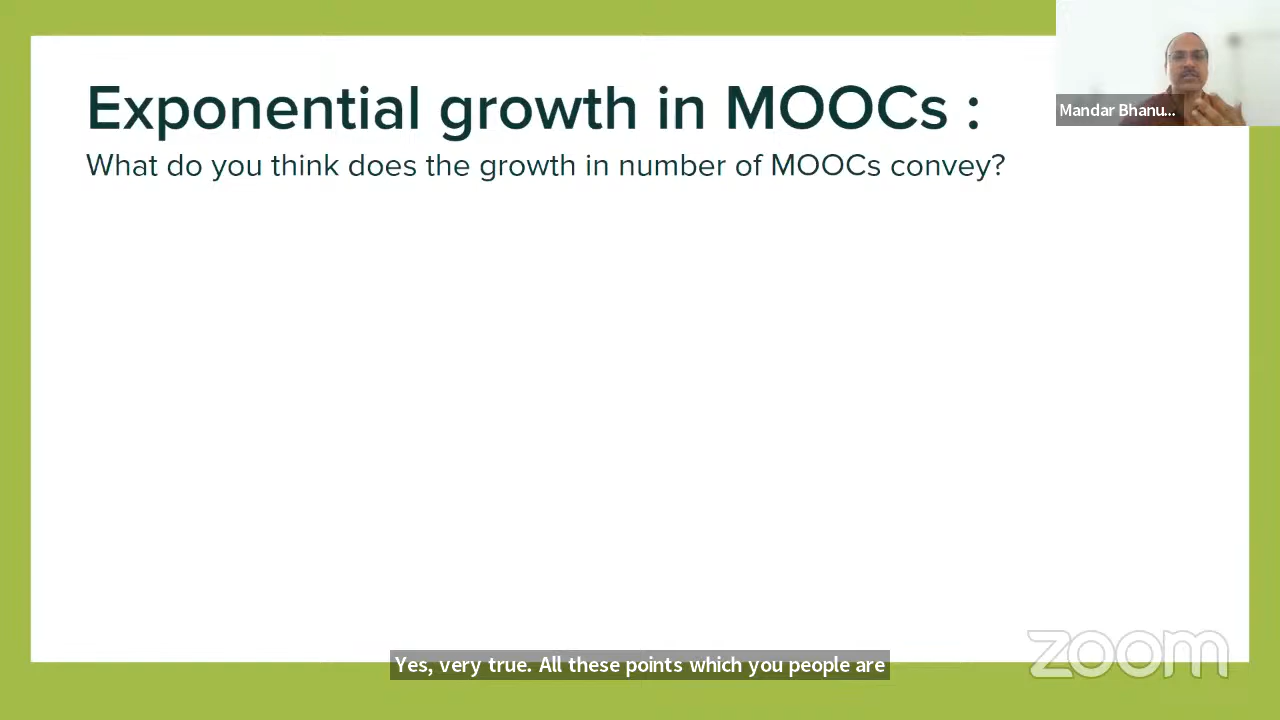 Exponential growth in MOOCs :
What do you think does the growth in number of MOOCs convey?
Mandar Bhanu...
Yes, very true. All these points which you people are
zoom